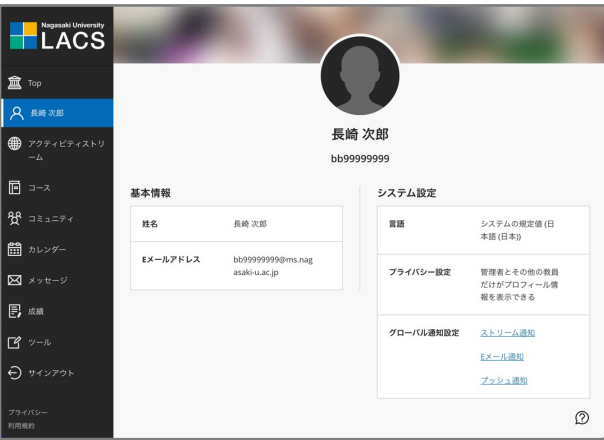 Nagasaki University
LACS
Top
長崎 次郎
アクティビティストリ
ーム
コース
コミュニティ
カレンダー
メッセージ
成績
ツール
サインアウト
プライバシー
利用規約
長崎 次郎
bb99999999
基本情報
姓名
長崎 次郎
Eメールアドレス
bb99999999@ms.nag
asaki-u.ac.jp
システム設定
言語
システムの規定値 (日
本語 (日本))
プライバシー設定
管理者とその他の教員
だけがプロフィール情
報を表示できる
グローバル通知設定
ストリーム通知
Eメール通知
プッシュ通知